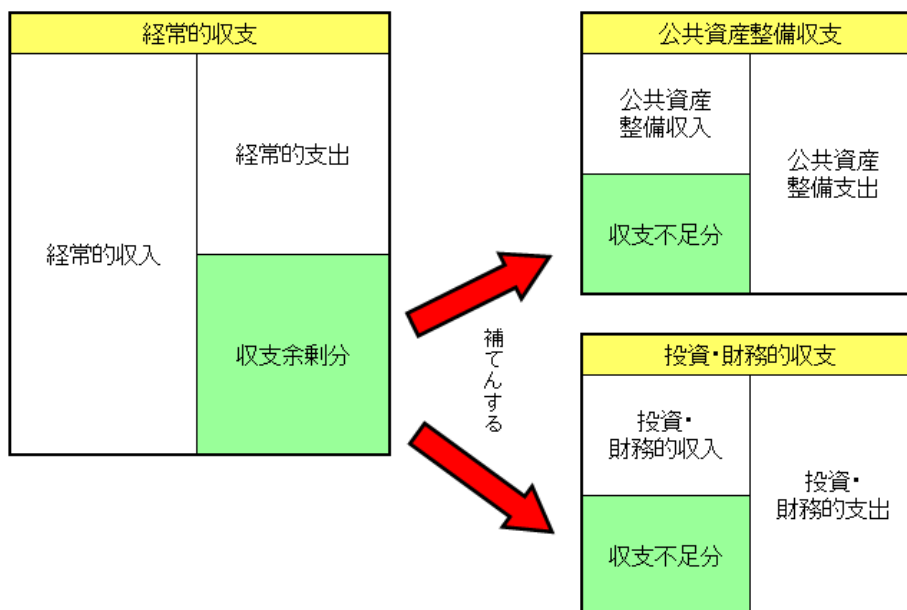 経常的収支
経常的収入
経常的支出
収支余剰分
補てんする
公共資産整備収支
公共資産
整備収入
収支不足分
公共資産
整備支出
投資・財務的収支
投資・
財務的収入
収支不足分
投資・
財務的支出